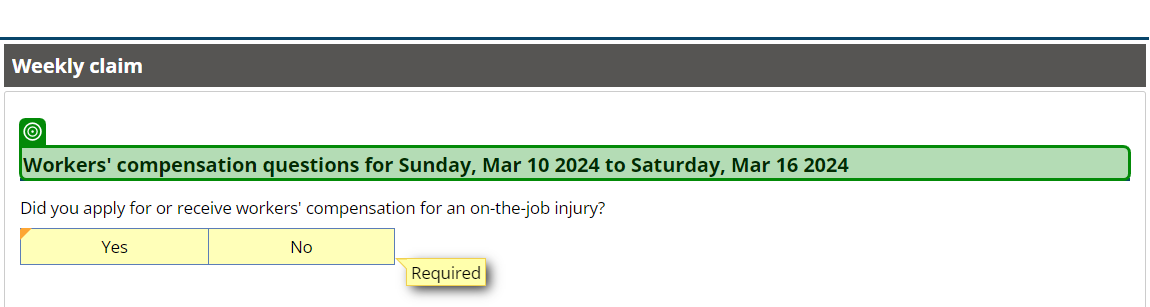 Weekly claim
Workers' compensation questions for Sunday, Mar 10 2024 to Saturday, Mar 16 2024
Did you apply for or receive workers' compensation for an on-the-job injury?
Yes No
Required